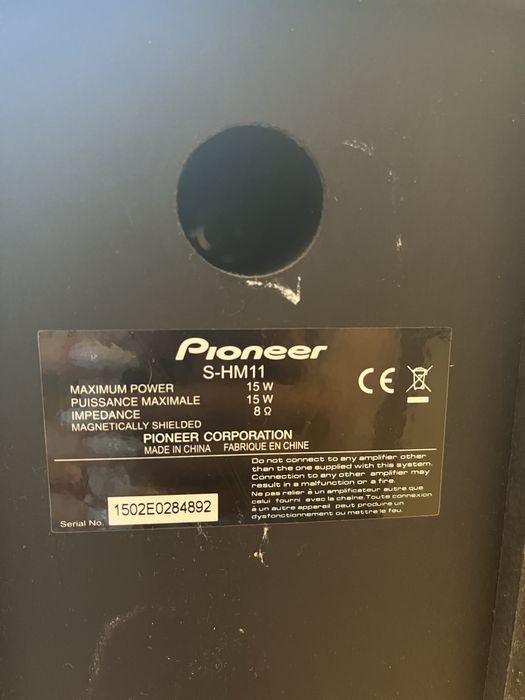 Pioneer
S-HM11
MAXIMUM POWER 15 W
PUISSANCE MAXIMALE 15 W
IMPEDANCE 8 Ω
MAGNETICALLY SHIELDED
PIONEER CORPORATION
MADE IN CHINA FABRIQUE EN CHINE
CE
Do not connect to any amplifier other
than the one supplied with this system.
Connection to any other amplifier may
result in a malfunction or a fire.
Ne pas relier à un amplificateur autre que
celui fourni avec la chaîne.Toute connexion
à un autre appareil peut produire un
dysfonctionnement ou mettre le feu.
Serial No. 1502E0284892